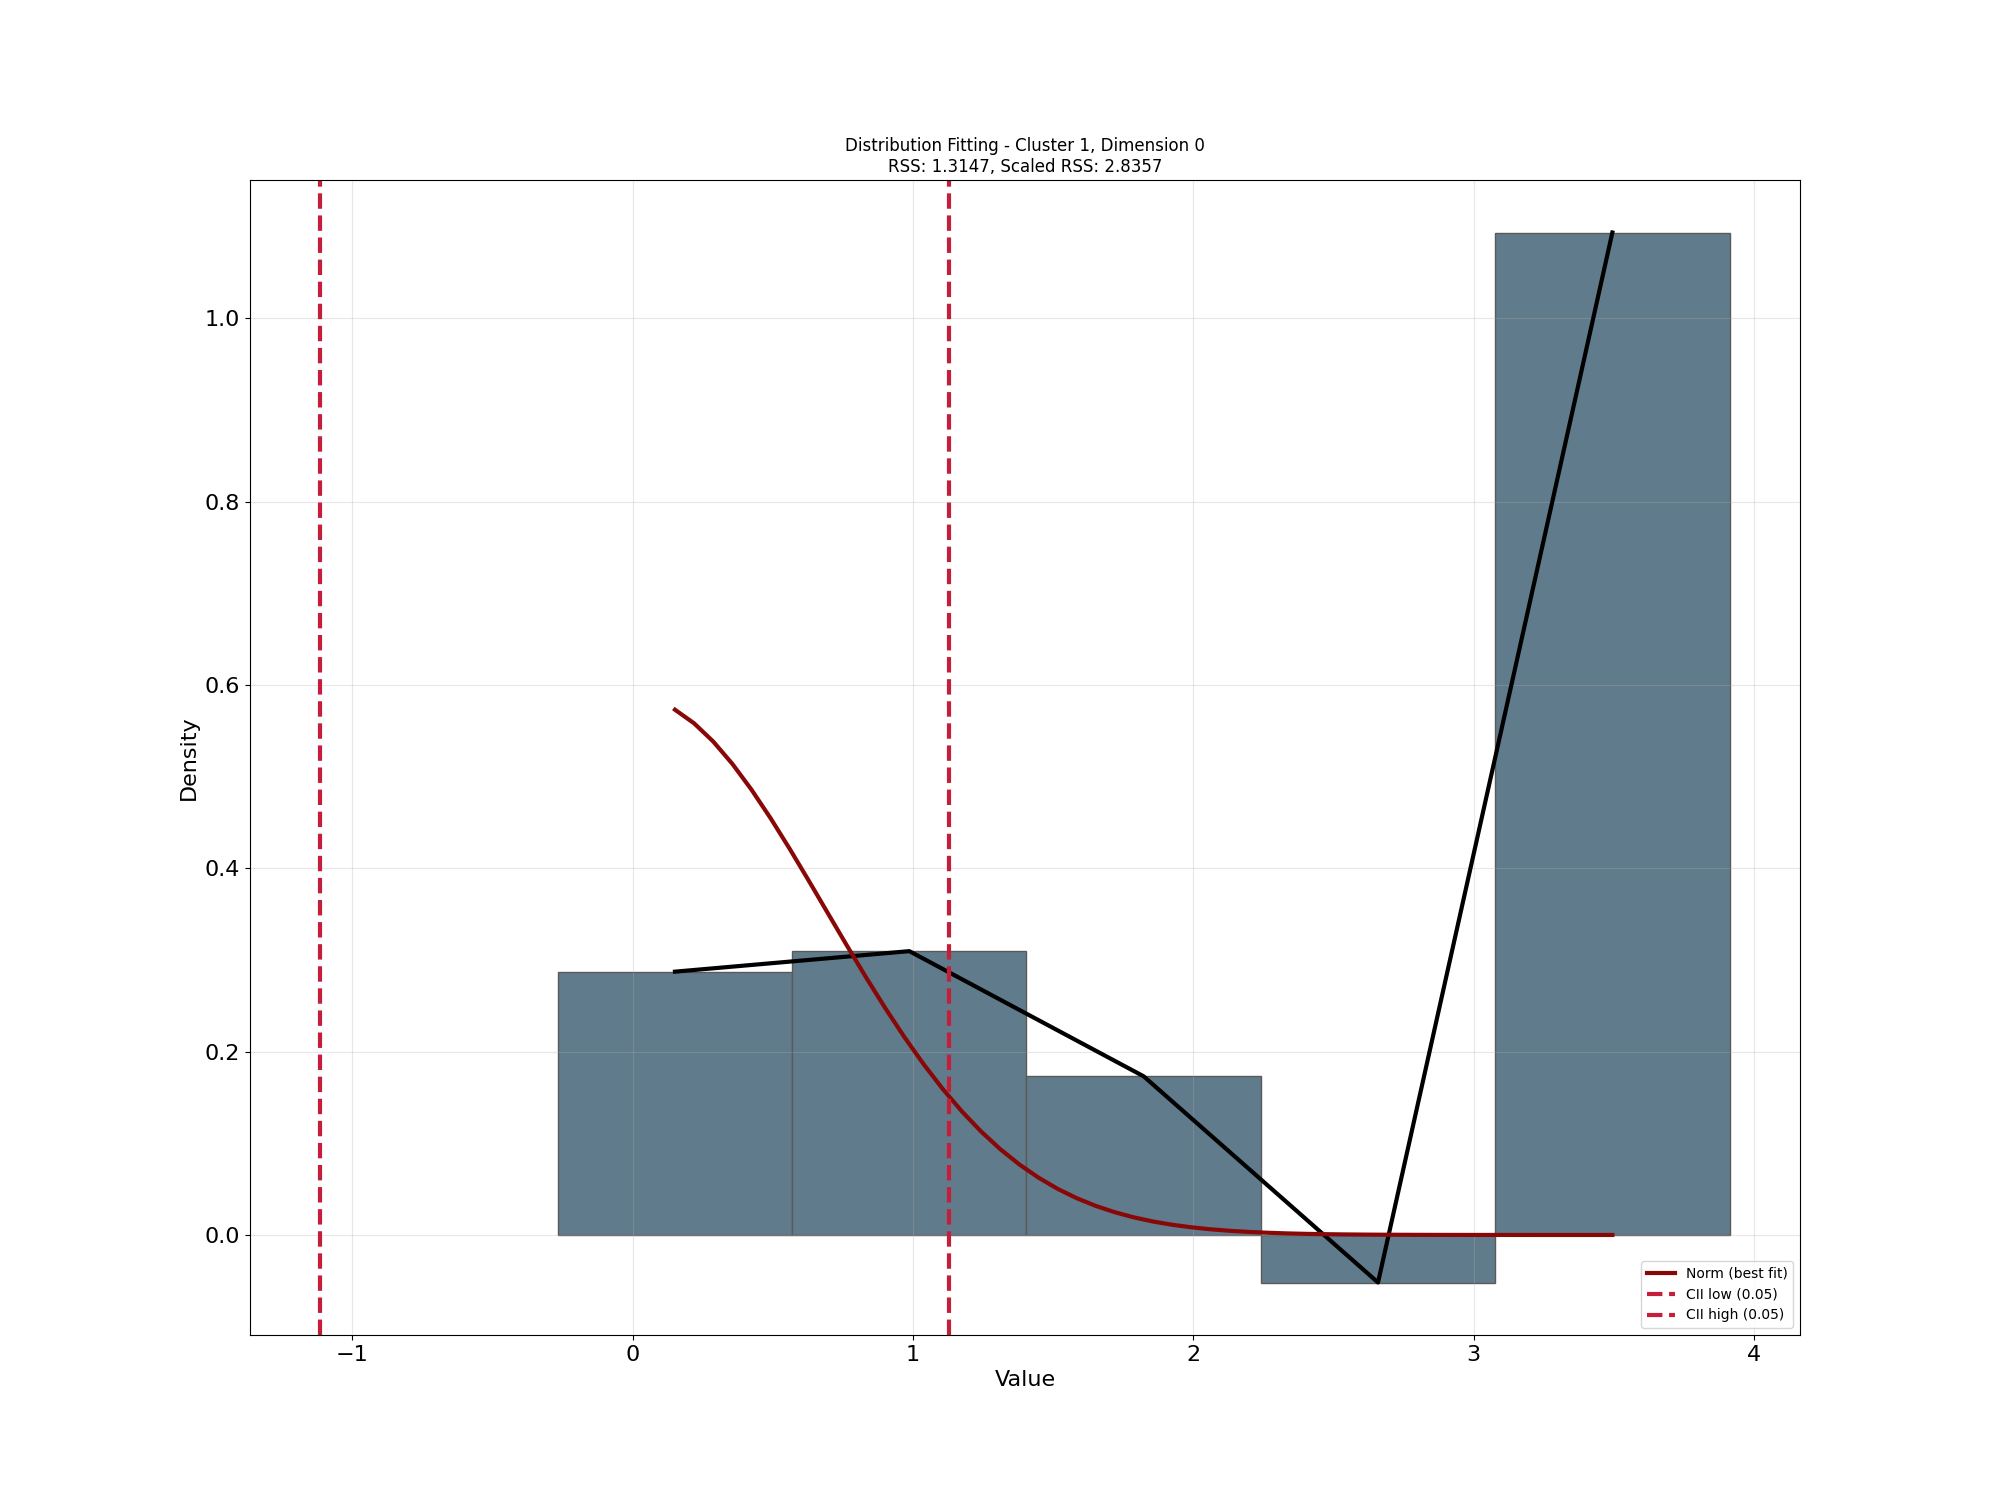 Distribution Fitting - Cluster 1, Dimension 0
RSS: 1.3147, Scaled RSS: 2.8357
1.0
0.8
0.6
0.4
0.2
0.0
Density
−1
0
1
2
3
4
Value
Norm (best fit)
CII low (0.05)
CII high (0.05)